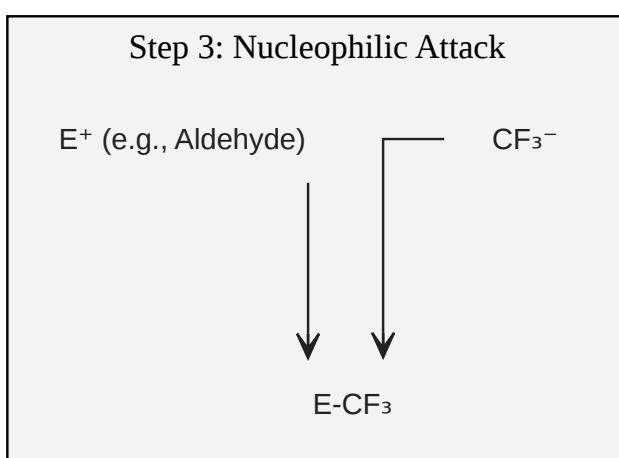 Step 3: Nucleophilic Attack
E⁺ (e.g., Aldehyde) CF₃⁻
E-CF₃